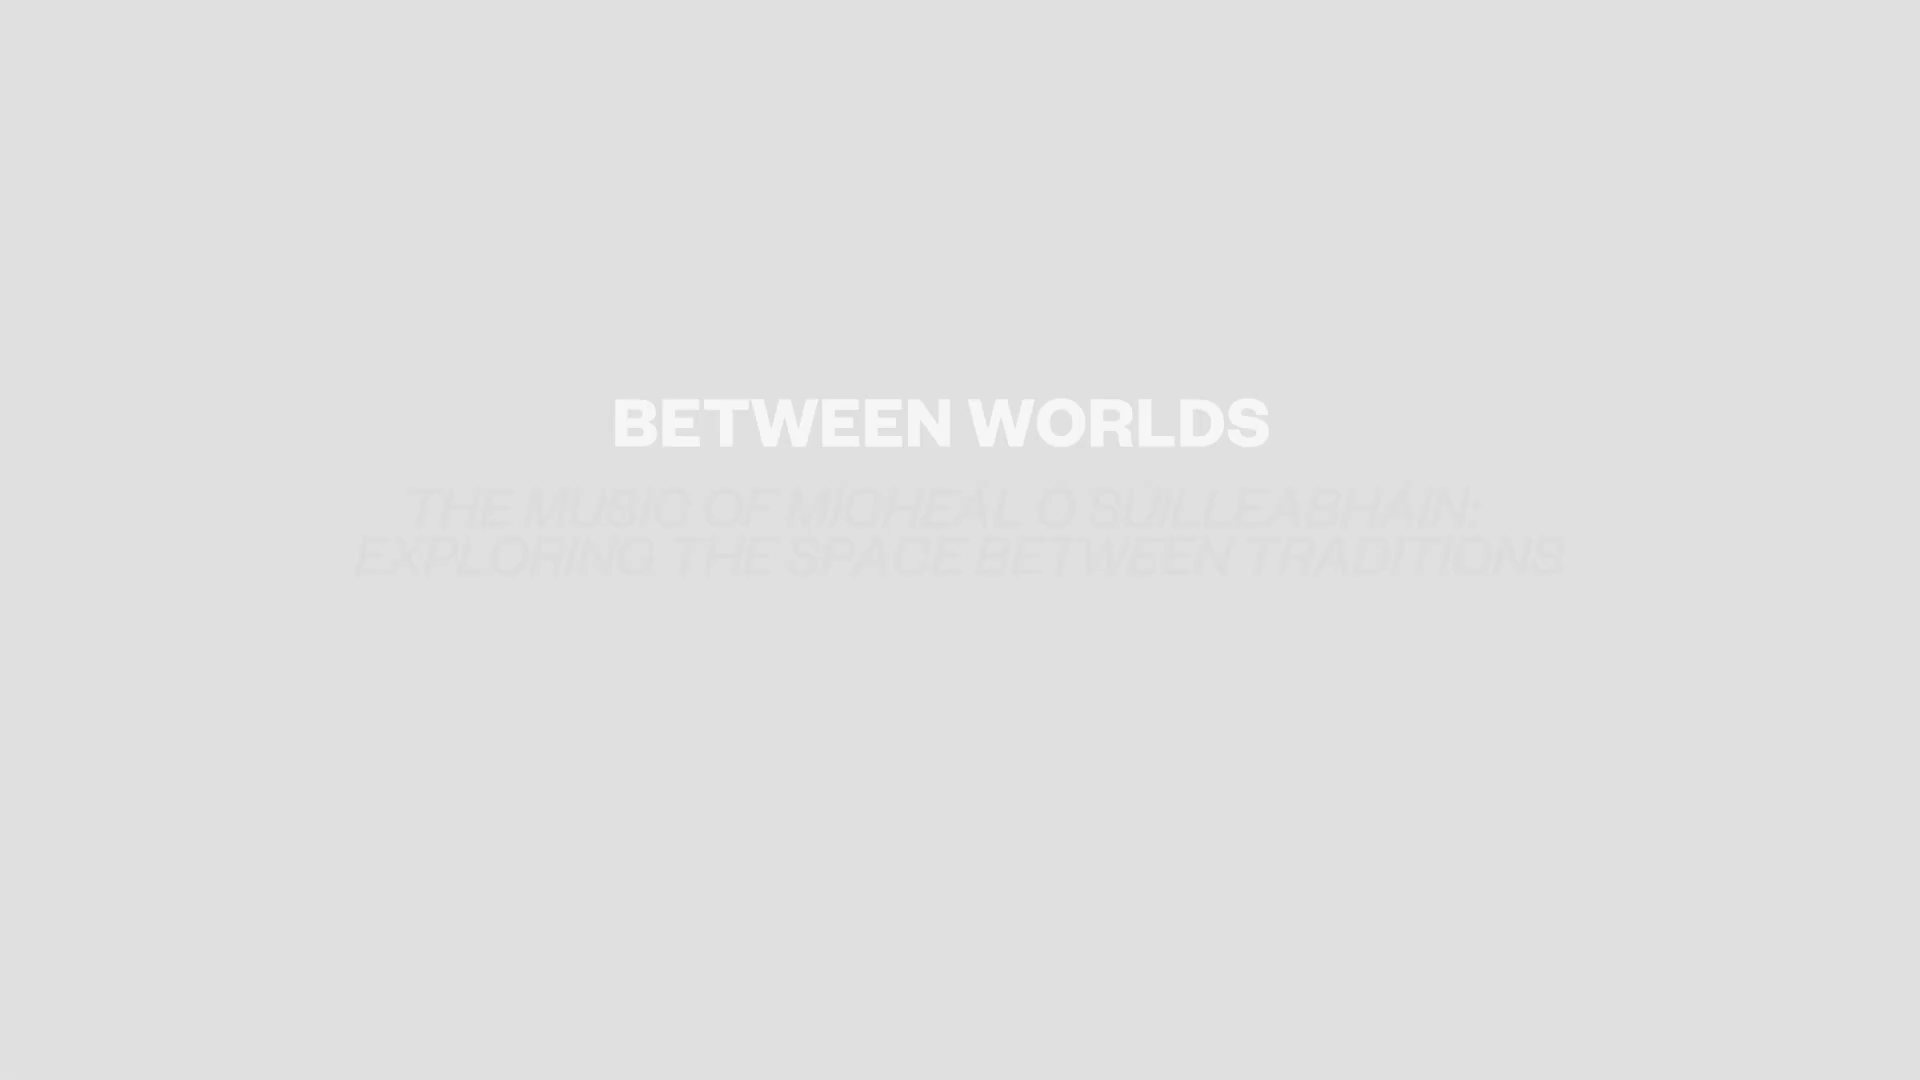 BETWEEN WORLDS
THE MUSIC OF MÍCHEÁL Ó SÚILLEABHÁIN:
EXPLORING THE SPACE BETWEEN TRADITIONS